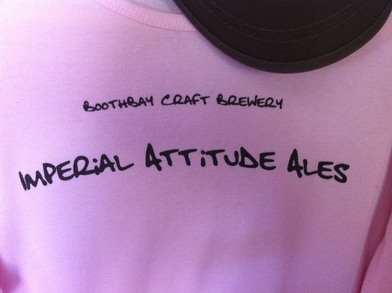 BOOTHBAY CRAFT BREWERY
IMPERiAL ATTiTUDE ALES